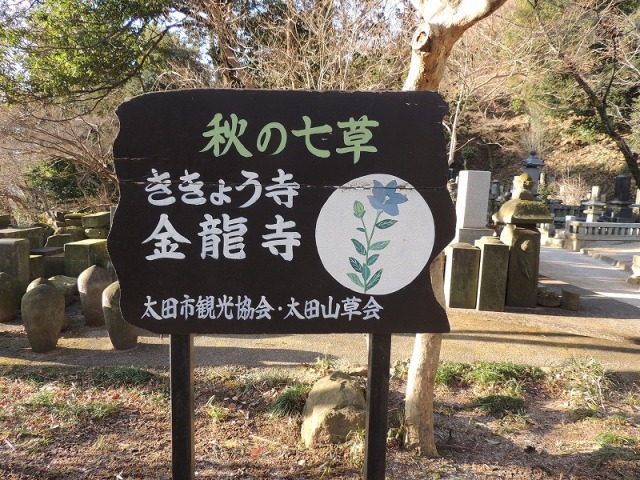 秋の七草
ききょう寺
金龍寺
太田市観光協会・太田山草会